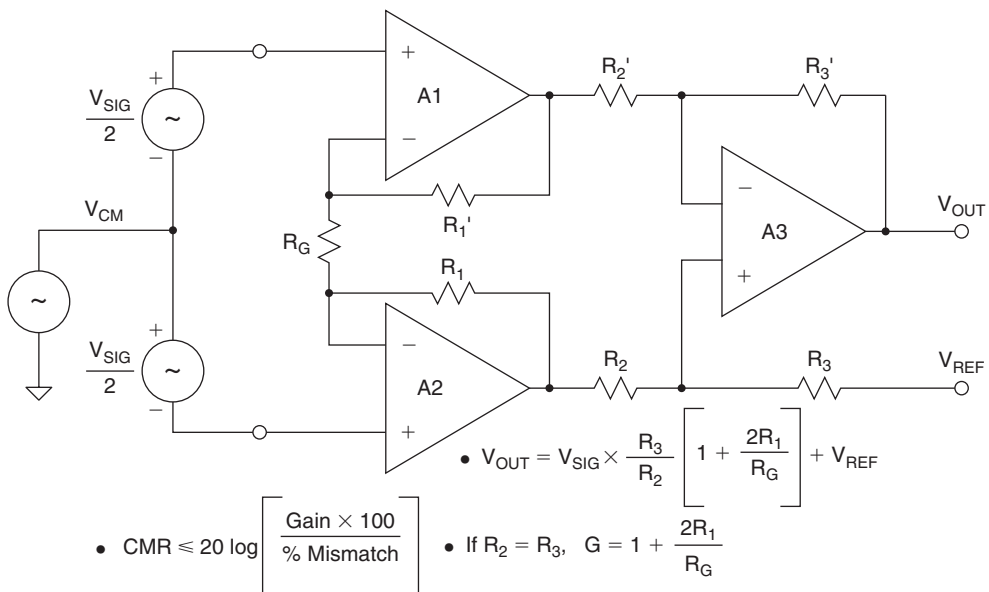 +
A1
−
R2'
R3'
+
VSIG
2
~
−
VCM
R1'
RG
R1
−
A3
+
VOUT
~
+
VSIG
2
~
−
−
A2
+
R2
R3
VREF
• VOUT = VSIG × R3/R2 [1 + 2R1/RG] + VREF
• CMR ≤ 20 log [Gain × 100 / % Mismatch]
• If R2 = R3, G = 1 + 2R1/RG